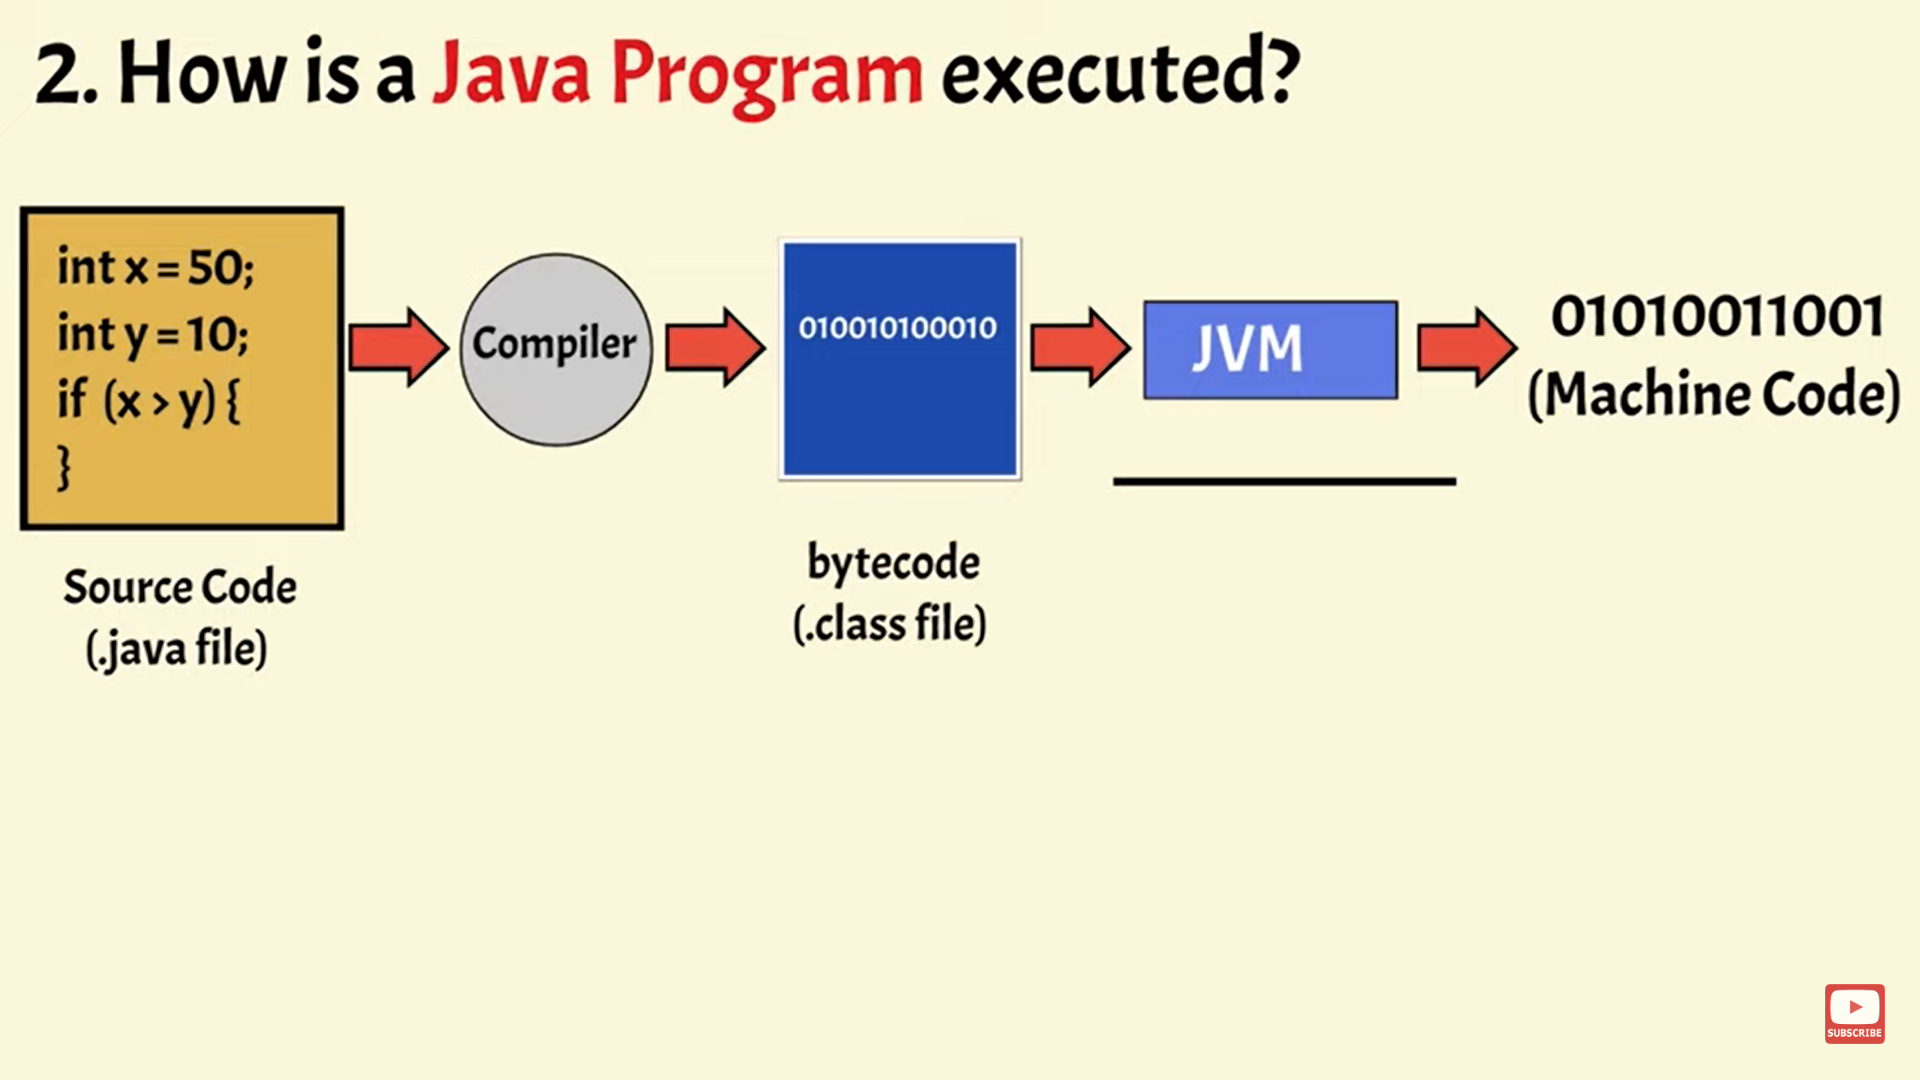 2. How is a Java Program executed?
int x = 50;
int y = 10;
if (x > y) {
}
Source Code
(.java file)
Compiler
010010100010
bytecode
(.class file)
JVM
01010011001
(Machine Code)
SUBSCRIBE